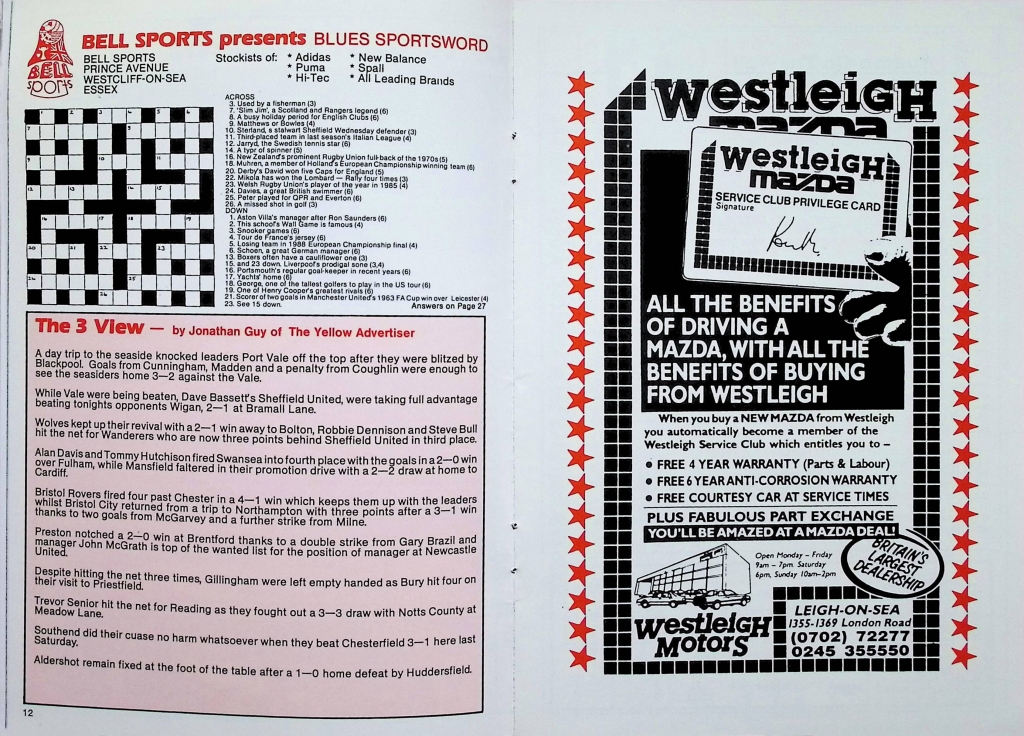 BELL SPORTS presents BLUES SPORTSWORD
BELL
SPORTS
BELL SPORTS
PRINCE AVENUE
WESTCLIFF-ON-SEA
ESSEX
Stockists of: * Adidas * New Balance
* Puma * Spall
* Hi-Tec * All Leading Brands
ACROSS
3. Used by a fisherman (3)
7. 'Slim Jim', a Scotland and Rangers legend (6)
8. A busy holiday period for English Clubs (6)
9. Matthews or Bowles (4)
10. Sterland, a stalwart Sheffield Wednesday defender (3)
11. Third-placed team in last season's Italian League (4)
12. Jarryd, the Swedish tennis star (6)
14. A type of spinner (5)
16. New Zealand's prominent Rugby Union full-back of the 1970s (5)
18. Muhren, a member of Holland's European Championship winning team (6)
20. Derby's David won five Caps for England (5)
22. Mikola has won the Lombard — Rally four times (3)
23. Welsh Rugby Union's player of the year in 1985 (4)
24. Davies, a great British swimmer (6)
25. Peter played for QPR and Everton (6)
26. A missed shot in golf (3)
DOWN
1. Aston Villa's manager after Ron Saunders (6)
2. This school's Wall Game is famous (4)
3. Snooker games (6)
4. Tour de France's jersey (6)
5. Losing team in 1988 European Championship final (4)
6. Schoen, a great German manager (6)
13. Boxers often have a cauliflower one (3)
15. and 23 down. Liverpool's prodigal sone (3,4)
16. Portsmouth's regular goal-keeper in recent years (6)
17. Yachts' home (6)
18. George, one of the tallest golfers to play in the US tour (6)
19. One of Henry Cooper's greatest rivals (6)
21. Scorer of two goals in Manchester United's 1963 FA Cup win over Leicester (4)
23. See 15 down.
Answers on Page 27
The 3 View — by Jonathan Guy of The Yellow Advertiser
A day trip to the seaside knocked leaders Port Vale off the top after they were blitzed by
Blackpool. Goals from Cunningham, Madden and a penalty from Coughlin were enough to
see the seasiders home 3—2 against the Vale.
While Vale were being beaten, Dave Bassett's Sheffield United, were taking full advantage
beating tonights opponents Wigan, 2—1 at Bramall Lane.
Wolves kept up their revival with a 2—1 win away to Bolton, Robbie Dennison and Steve Bull
hit the net for Wanderers who are now three points behind Sheffield United in third place.
Alan Davis and Tommy Hutchison fired Swansea into fourth place with the goals in a 2—0 win
over Fulham, while Mansfield faltered in their promotion drive with a 2—2 draw at home to
Cardiff.
Bristol Rovers fired four past Chester in a 4—1 win which keeps them up with the leaders
whilst Bristol City returned from a trip to Northampton with three points after a 3—1 win
thanks to two goals from McGarvey and a further strike from Milne.
Preston notched a 2—0 win at Brentford thanks to a double strike from Gary Brazil and
manager John McGrath is top of the wanted list for the position of manager at Newcastle
United.
Despite hitting the net three times, Gillingham were left empty handed as Bury hit four on
their visit to Priestfield.
Trevor Senior hit the net for Reading as they fought out a 3—3 draw with Notts County at
Meadow Lane.
Southend did their cuase no harm whatsoever when they beat Chesterfield 3—1 here last
Saturday.
Aldershot remain fixed at the foot of the table after a 1—0 home defeat by Huddersfield.
12
Westleigh
mazda
Westleigh
mazda
SERVICE CLUB PRIVILEGE CARD
Signature
ALL THE BENEFITS
OF DRIVING A
MAZDA, WITH ALL THE
BENEFITS OF BUYING
FROM WESTLEIGH
When you buy a NEW MAZDA from Westleigh
you automatically become a member of the
Westleigh Service Club which entitles you to –
• FREE 4 YEAR WARRANTY (Parts & Labour)
• FREE 6 YEAR ANTI-CORROSION WARRANTY
• FREE COURTESY CAR AT SERVICE TIMES
PLUS FABULOUS PART EXCHANGE
YOU'LL BE AMAZED AT A MAZDA DEAL!
BRITAIN'S
LARGEST
DEALERSHIP
Open Monday – Friday
9am – 7pm. Saturday
6pm, Sunday 10am–2pm
Westleigh
Motors
LEIGH-ON-SEA
1355-1369 London Road
(0702) 72277
0245 355550